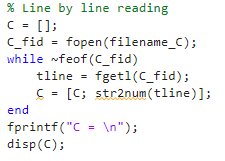 % Line by line reading
C = [];
C_fid = fopen(filename_C);
while ~feof(C_fid)
    tline = fgetl(C_fid);
    C = [C; str2num(tline)];
end
fprintf("C = \n");
disp(C);